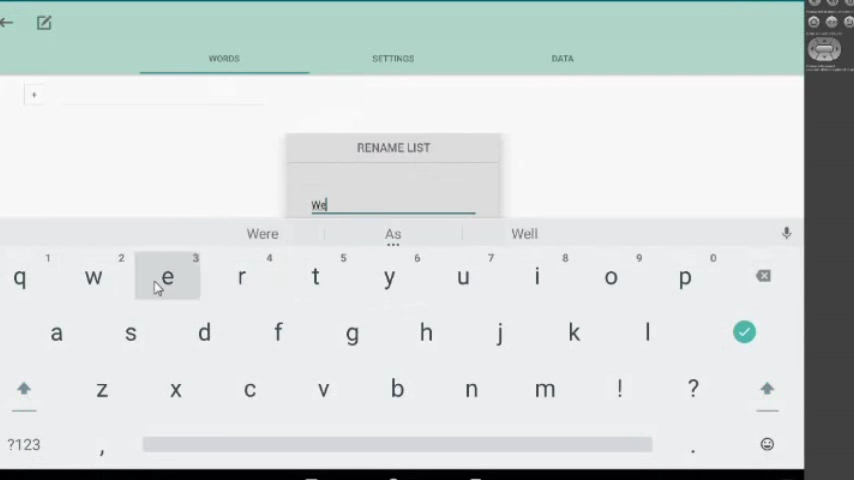 WORDS SETTINGS DATA
+
RENAME LIST
We
Were As Well
1 2 3 4 5 6 7 8 9 0
q w e r t y u i o p
a s d f g h j k l
z x c v b n m ! ?
?123 , .